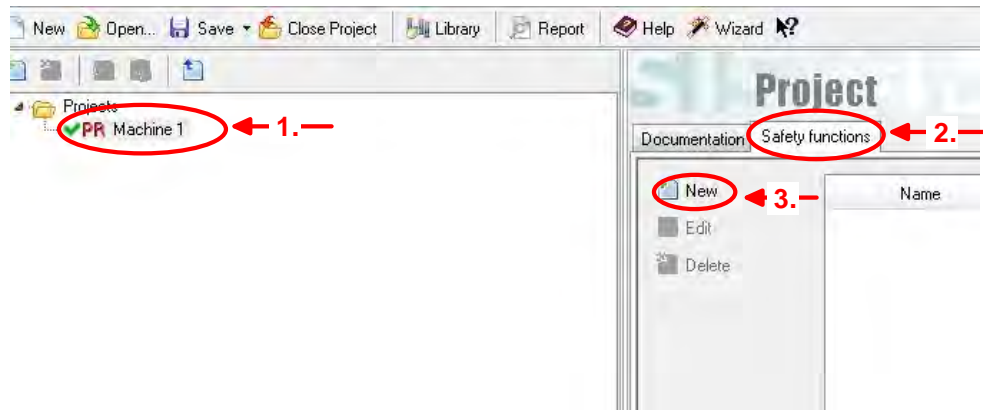 New Open... Save Close Project Library Report Help Wizard
Projects
PR Machine 1
1.
Project
Documentation Safety functions
2.
New
3.
Name
Edit
Delete